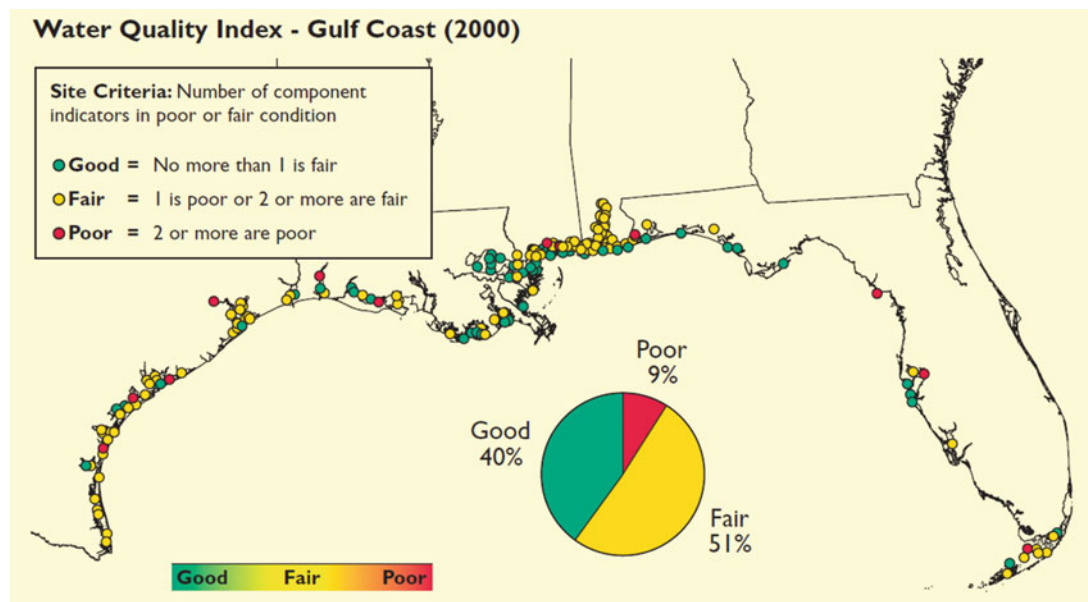 Water Quality Index - Gulf Coast (2000)
Site Criteria: Number of component
indicators in poor or fair condition
Good = No more than 1 is fair
Fair = 1 is poor or 2 or more are fair
Poor = 2 or more are poor
Poor
9%
Good
40%
Fair
51%
Good Fair Poor